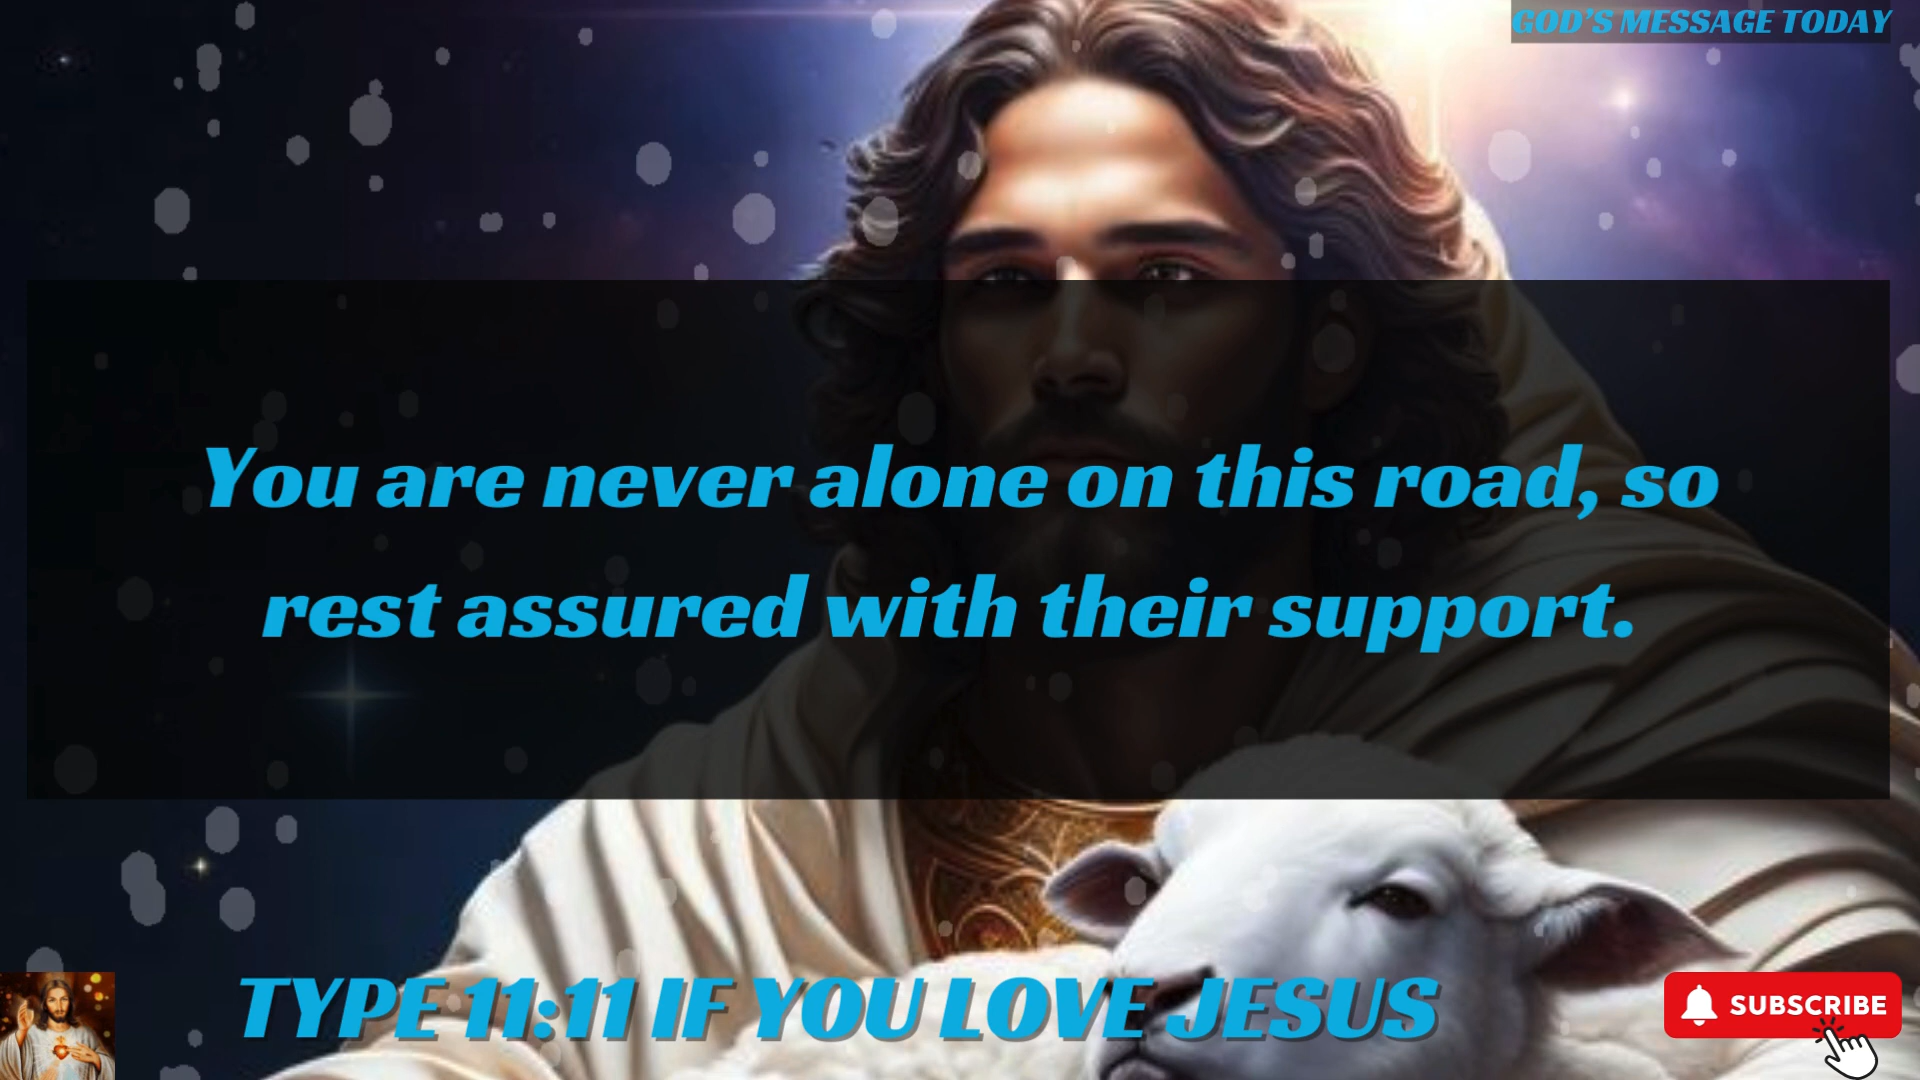 GOD'S MESSAGE TODAY
You are never alone on this road, so
rest assured with their support.
TYPE 11:11 IF YOU LOVE JESUS
SUBSCRIBE